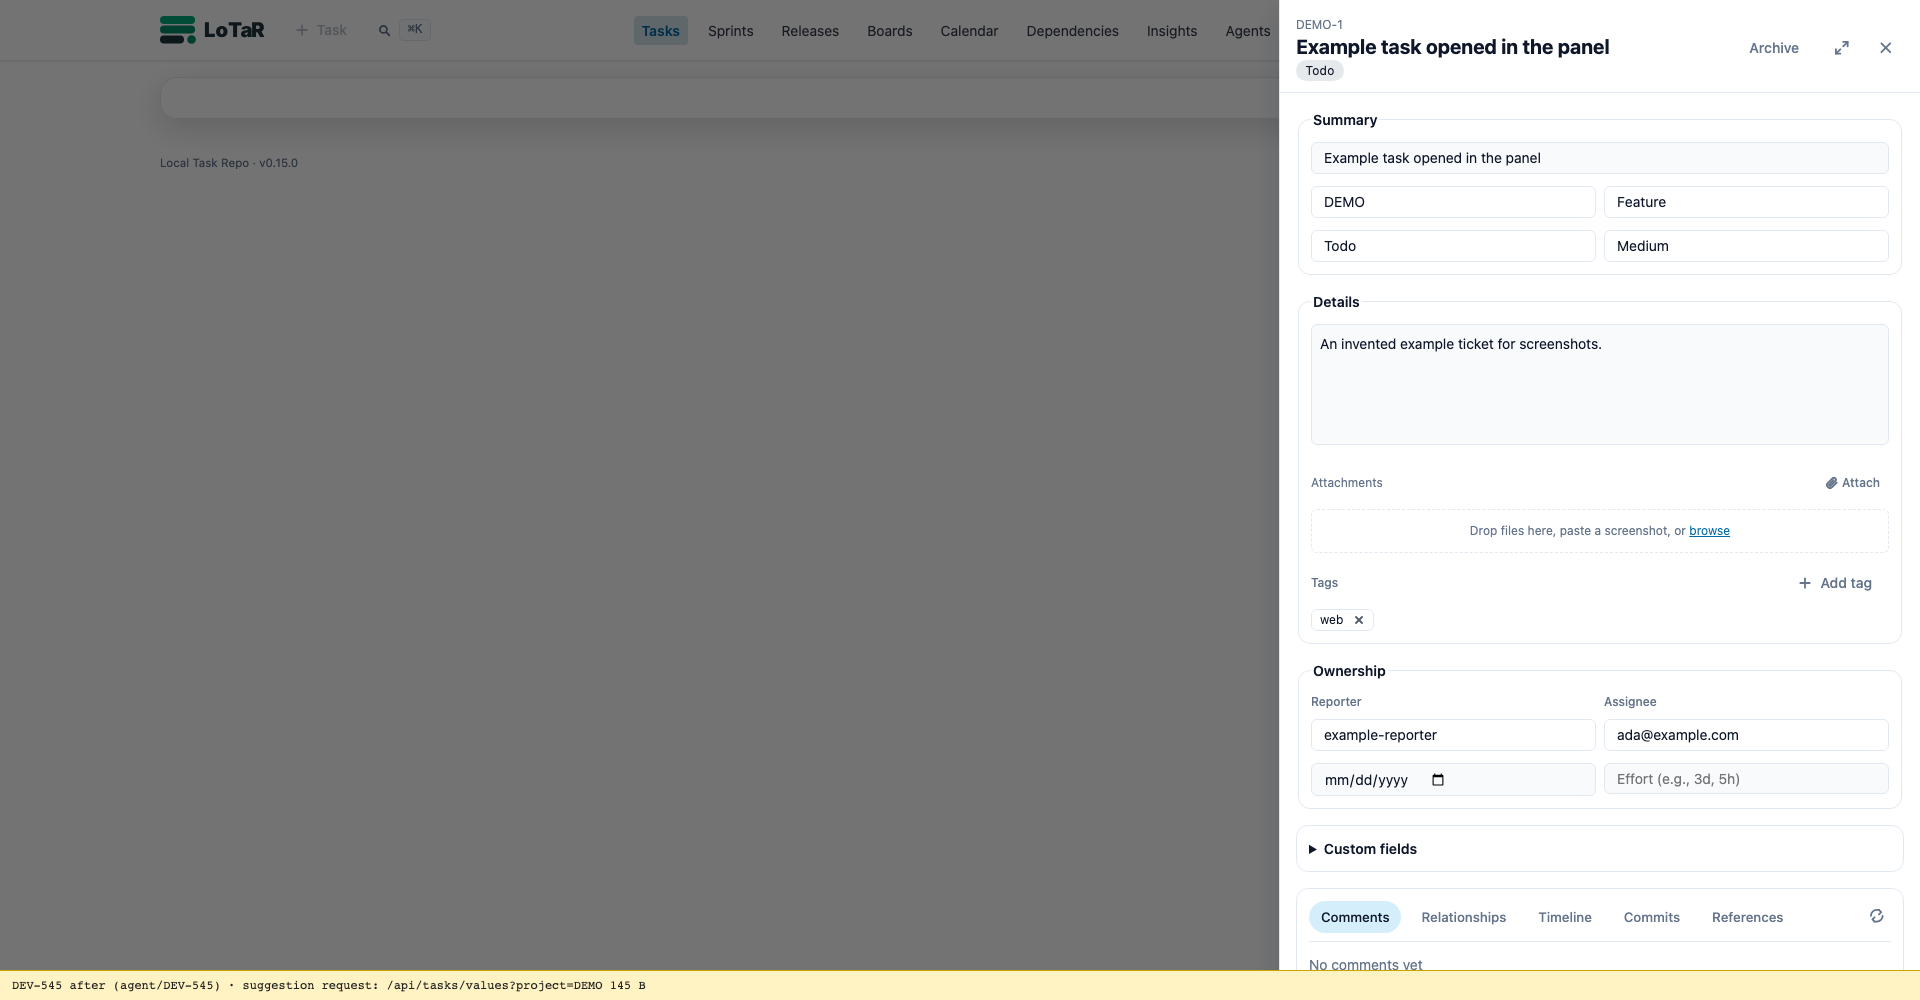 LoTaR
Task
⌘K
Tasks Sprints Releases Boards Calendar Dependencies Insights Agents
Local Task Repo · v0.15.0
DEMO-1
Example task opened in the panel
Archive
Todo
Summary
Example task opened in the panel
DEMO Feature
Todo Medium
Details
An invented example ticket for screenshots.
Attachments Attach
Drop files here, paste a screenshot, or browse
Tags Add tag
web
Ownership
Reporter Assignee
example-reporter ada@example.com
mm/dd/yyyy Effort (e.g., 3d, 5h)
Custom fields
Comments Relationships Timeline Commits References
No comments yet
DEV-545 after (agent/DEV-545) · suggestion request: /api/tasks/values?project=DEMO 145 B